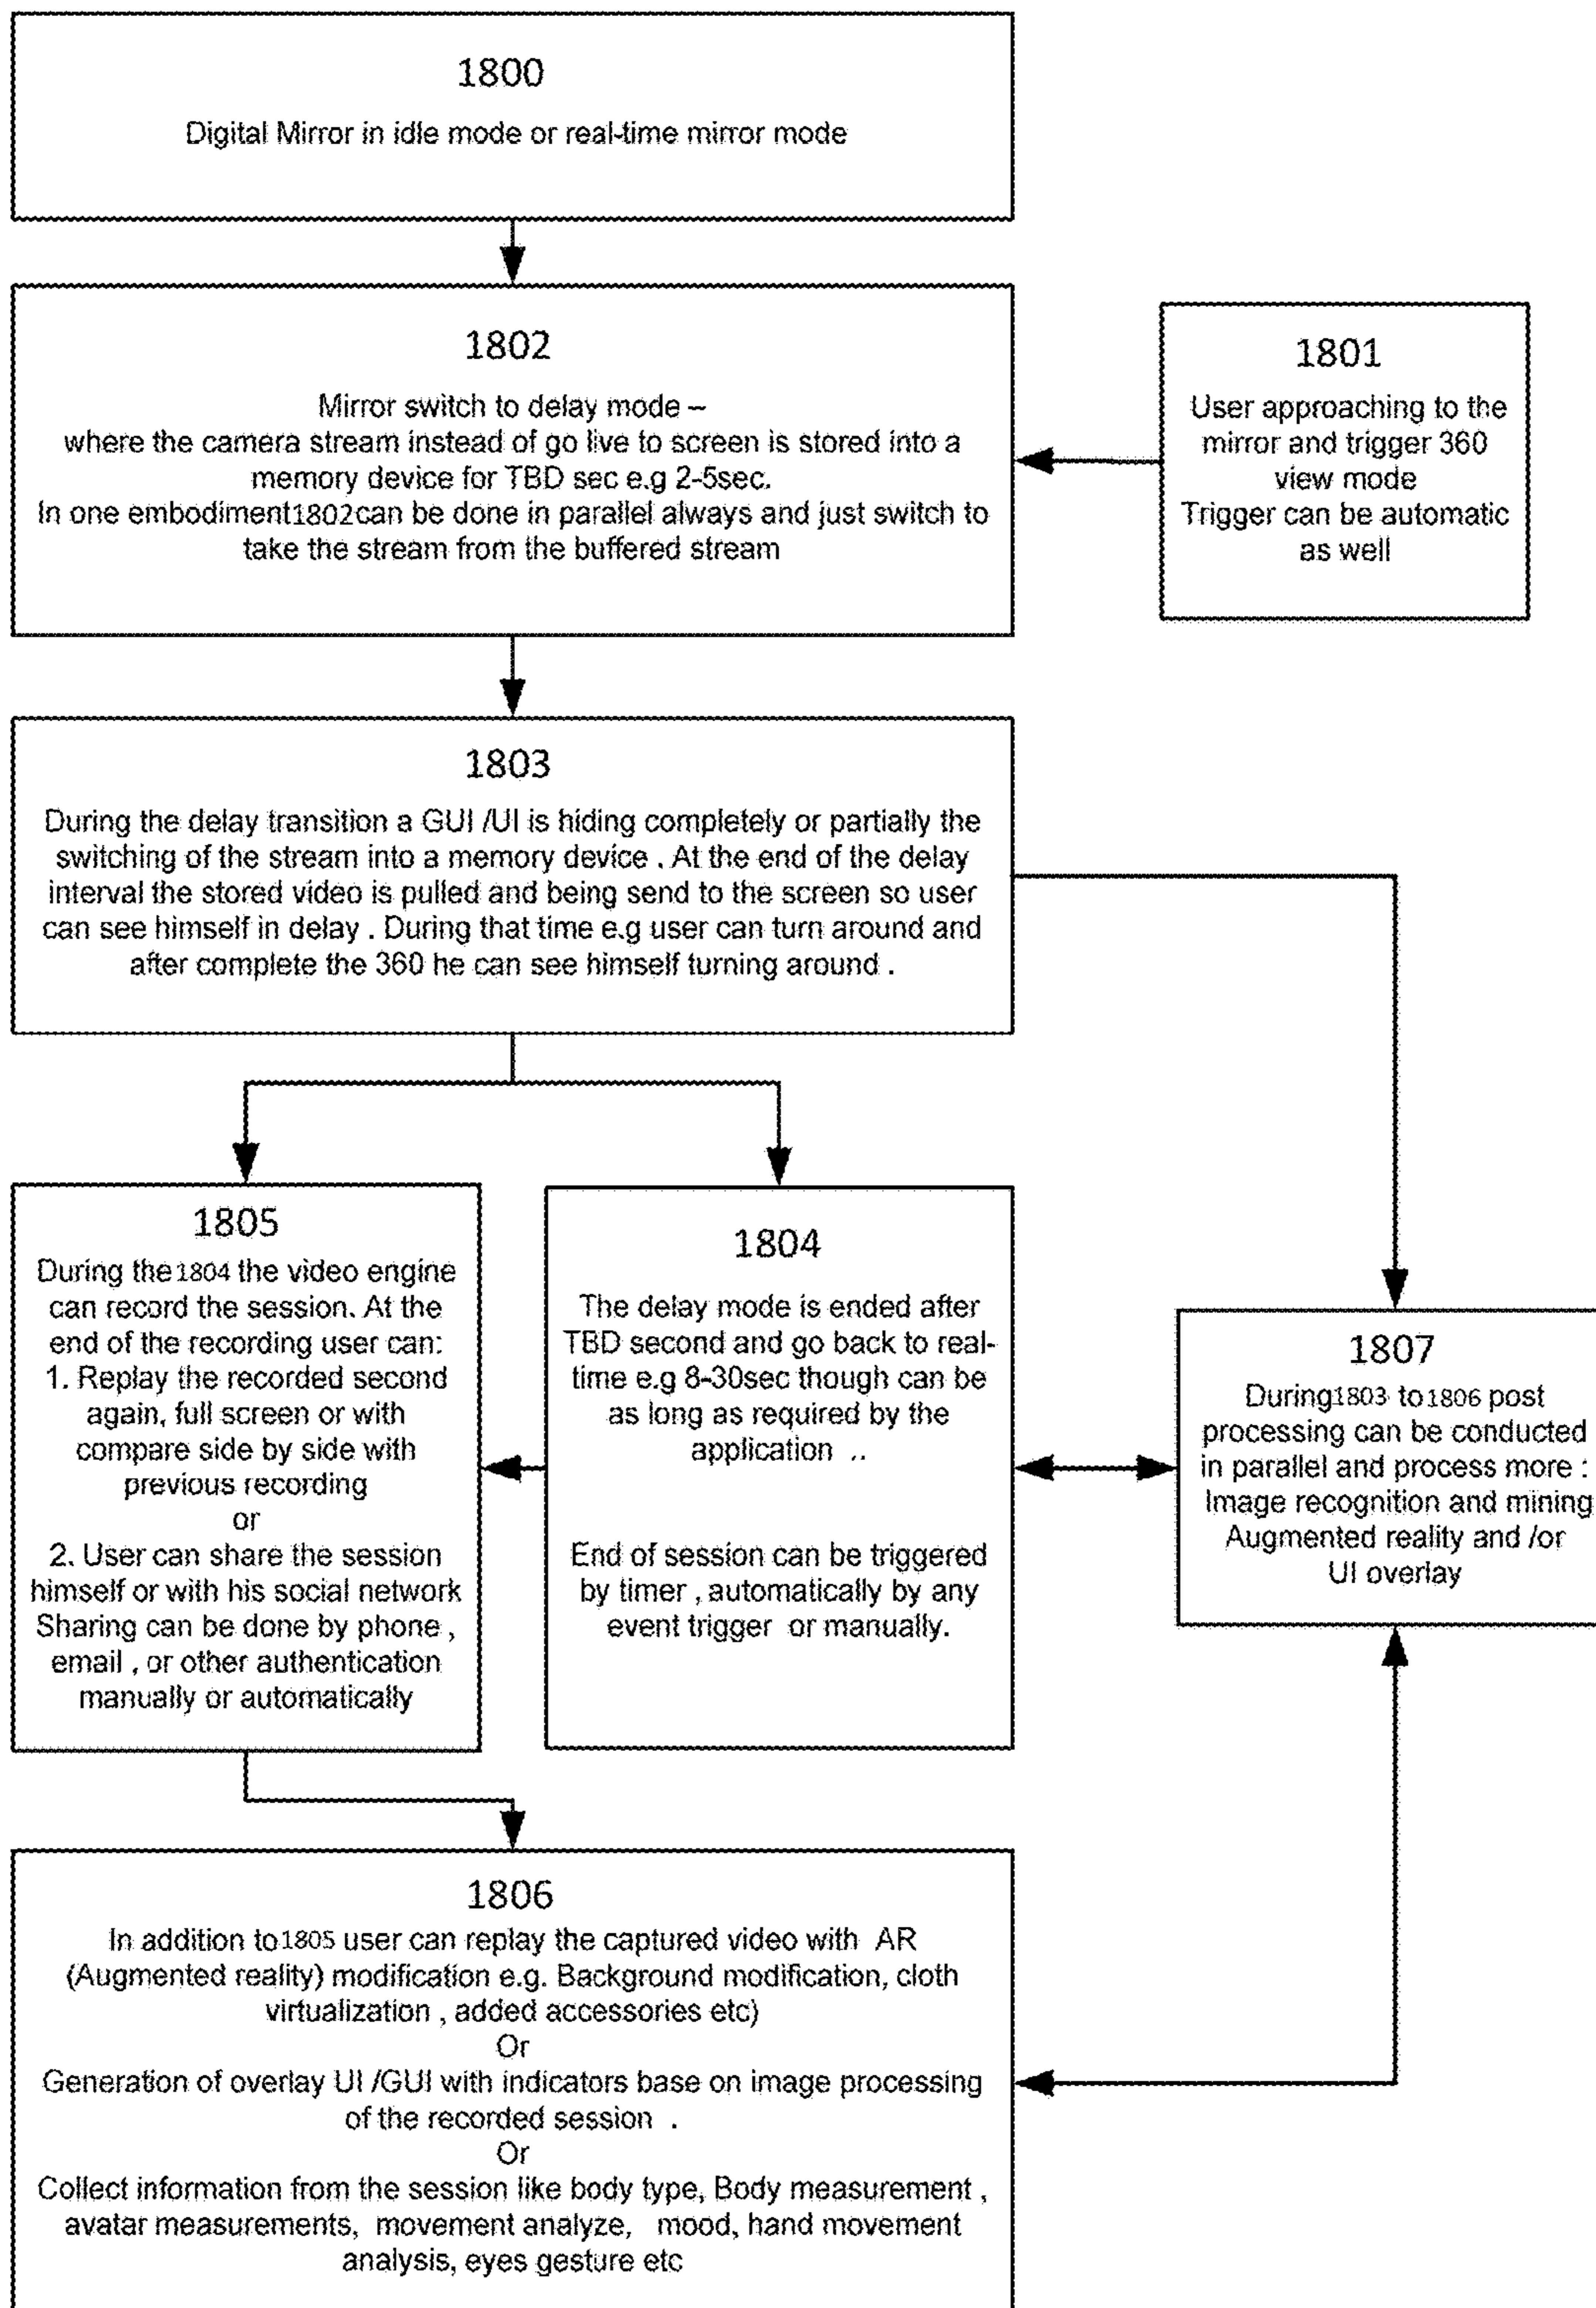 1800
Digital Mirror in idle mode or real-time mirror mode
1802
Mirror switch to delay mode –
where the camera stream instead of go live to screen is stored into a
memory device for TBD sec e.g 2-5sec.
In one embodiment1802can be done in parallel always and just switch to
take the stream from the buffered stream
1801
User approaching to the
mirror and trigger 360
view mode
Trigger can be automatic
as well
1803
During the delay transition a GUI /UI is hiding completely or partially the
switching of the stream into a memory device . At the end of the delay
interval the stored video is pulled and being send to the screen so user
can see himself in delay . During that time e.g user can turn around and
after complete the 360 he can see himself turning around .
1805
During the1804 the video engine
can record the session. At the
end of the recording user can:
1. Replay the recorded second
again, full screen or with
compare side by side with
previous recording
or
2. User can share the session
himself or with his social network
Sharing can be done by phone ,
email , or other authentication
manually or automatically
1804
The delay mode is ended after
TBD second and go back to real-
time e.g 8-30sec though can be
as long as required by the
application ..
End of session can be triggered
by timer , automatically by any
event trigger or manually.
1807
During1803 to1806 post
processing can be conducted
in parallel and process more :
Image recognition and mining
Augmented reality and /or
UI overlay
1806
In addition to1805 user can replay the captured video with AR
(Augmented reality) modification e.g. Background modification, cloth
virtualization , added accessories etc)
Or
Generation of overlay UI /GUI with indicators base on image processing
of the recorded session .
Or
Collect information from the session like body type, Body measurement ,
avatar measurements, movement analyze, mood, hand movement
analysis, eyes gesture etc